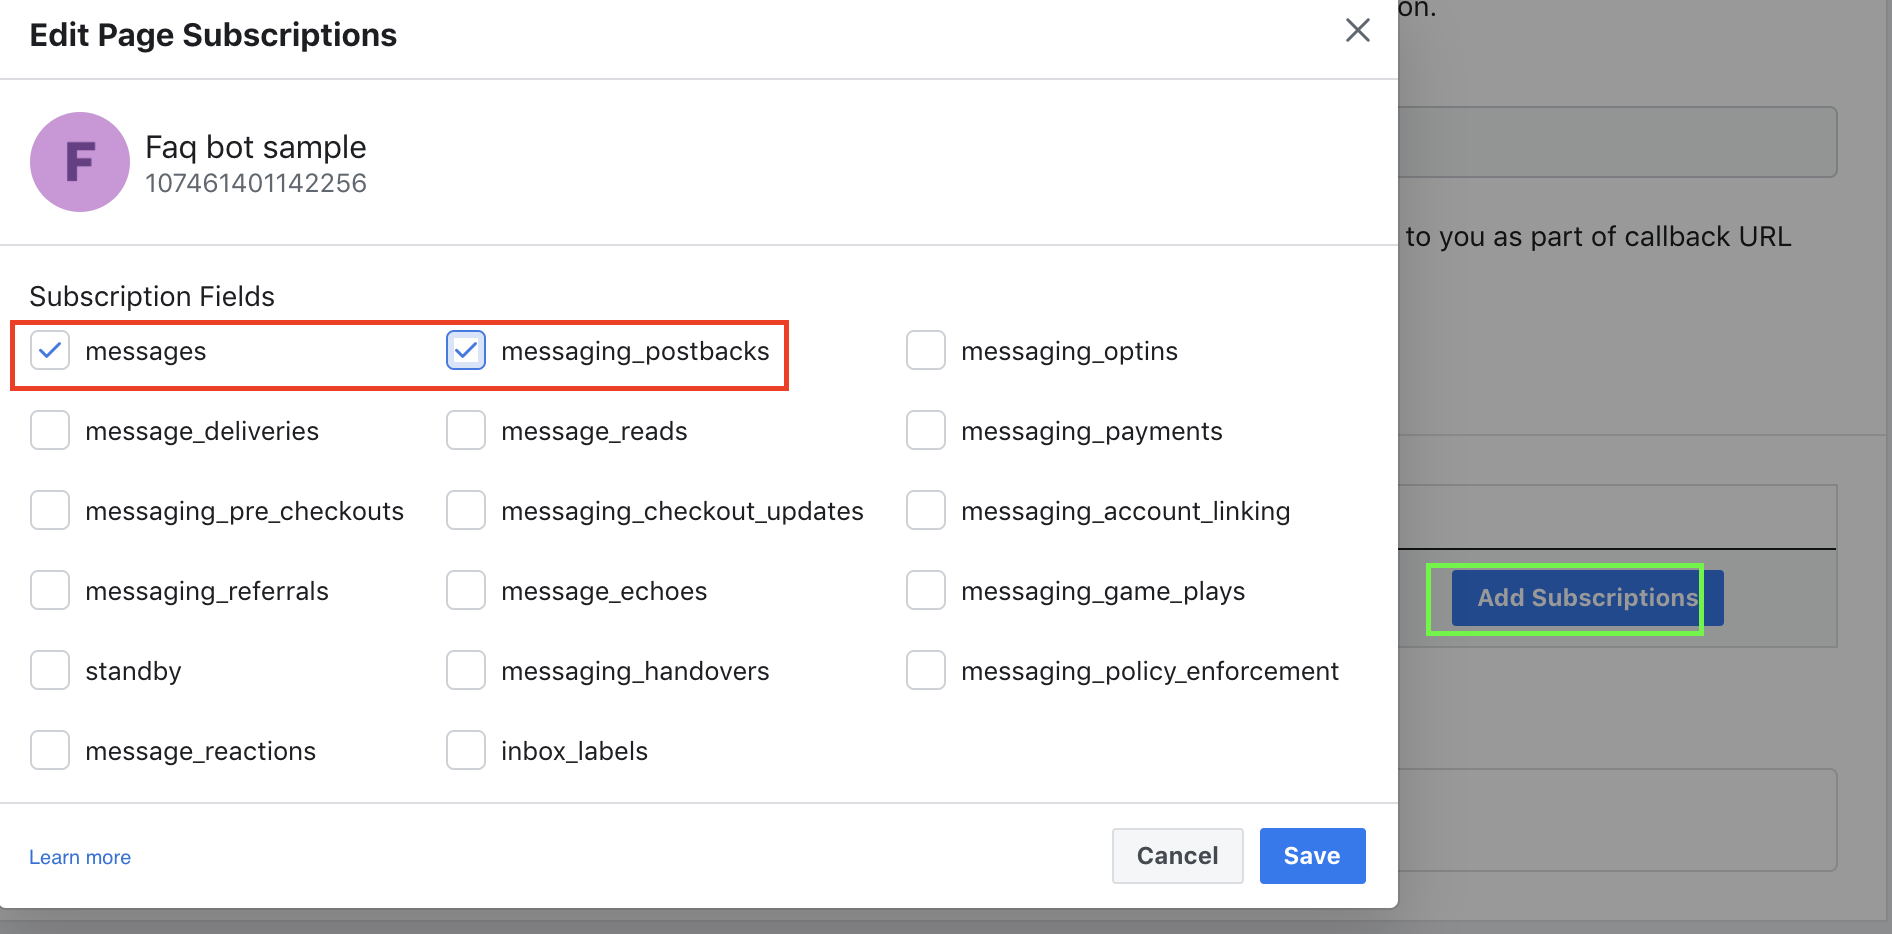 on.
Edit Page Subscriptions
F
Faq bot sample
107461401142256
to you as part of callback URL
Subscription Fields
messages messaging_postbacks messaging_optins
message_deliveries message_reads messaging_payments
messaging_pre_checkouts messaging_checkout_updates messaging_account_linking
messaging_referrals message_echoes messaging_game_plays
Add Subscriptions
standby messaging_handovers messaging_policy_enforcement
message_reactions inbox_labels
Learn more Cancel Save